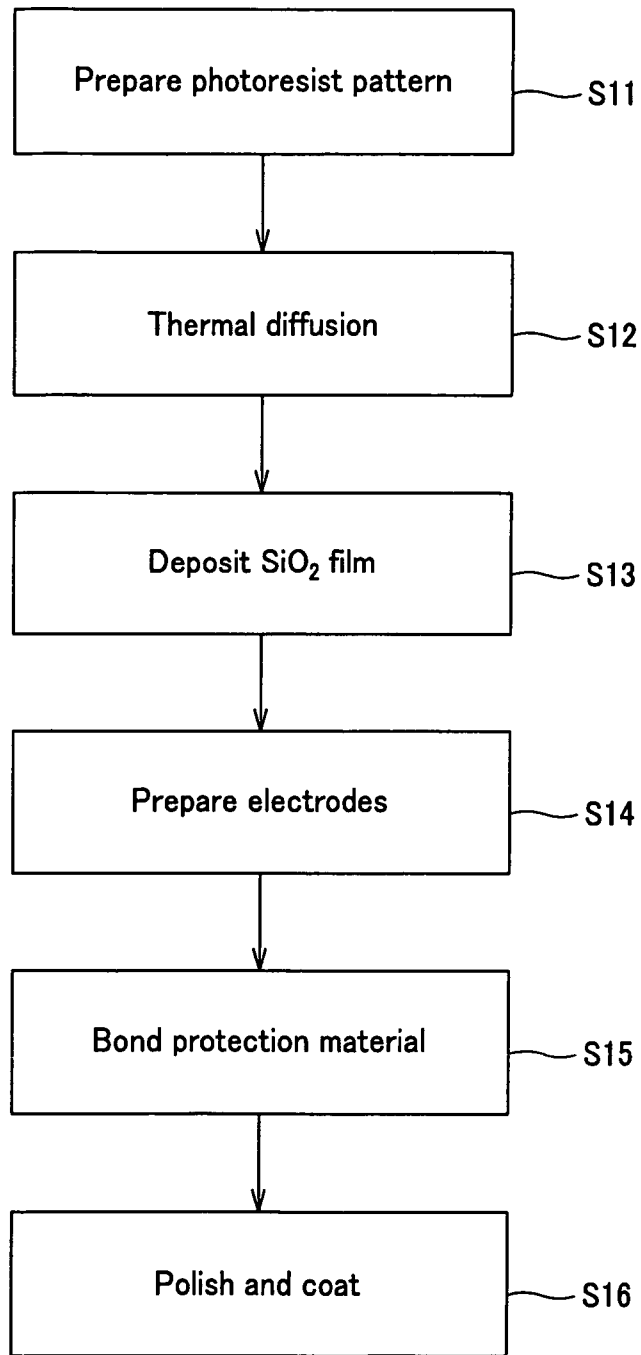 Prepare photoresist pattern
S11
Thermal diffusion
S12
Deposit SiO₂ film
S13
Prepare electrodes
S14
Bond protection material
S15
Polish and coat
S16